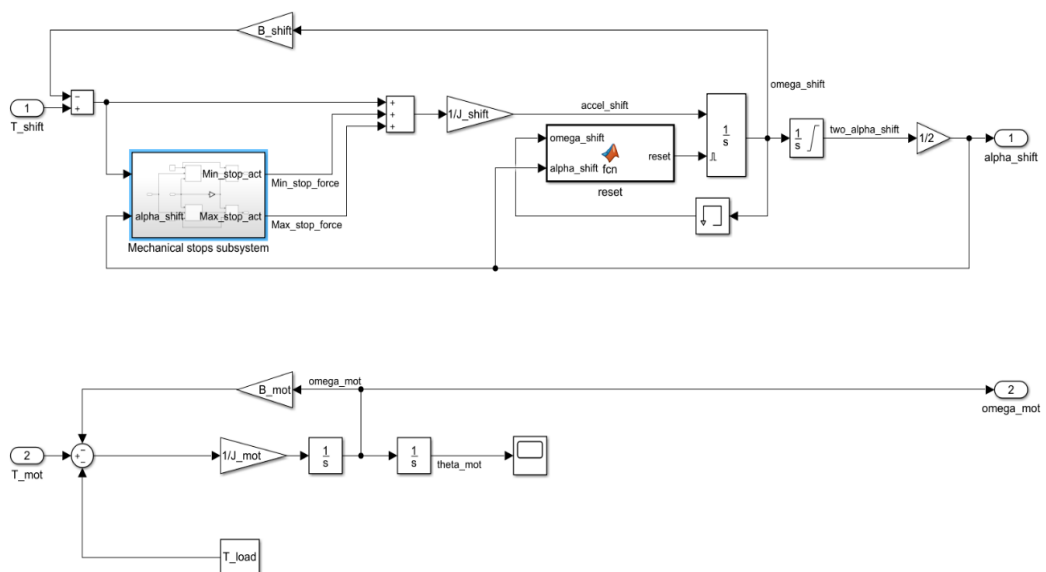 B_shift
omega_shift
1
T_shift
1/J_shift
accel_shift
1
s
1
s
two_alpha_shift
1/2
1
alpha_shift
omega_shift
alpha_shift
fcn
reset
reset
Min_stop_act
Min_stop_force
alpha_shift
Max_stop_act
Max_stop_force
Mechanical stops subsystem
B_mot
omega_mot
2
omega_mot
2
T_mot
1/J_mot
1
s
1
s
theta_mot
T_load